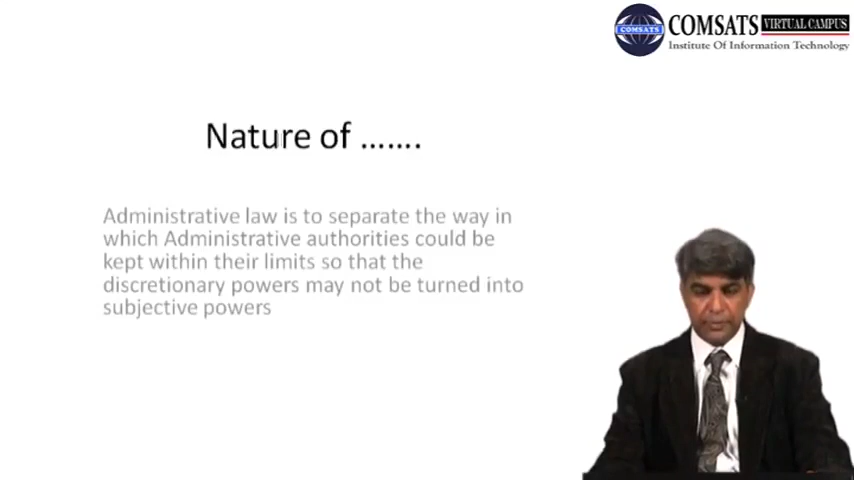 COMSATS
COMSATS VIRTUAL CAMPUS
Institute Of Information Technology
Nature of .......
Administrative law is to separate the way in
which Administrative authorities could be
kept within their limits so that the
discretionary powers may not be turned into
subjective powers